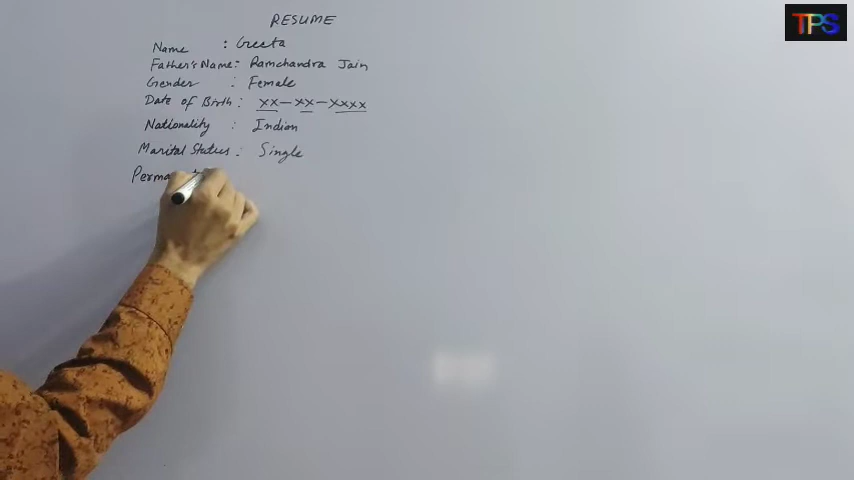 TPS
RESUME
Name : Geeta
Father's Name: Ramchandra Jain
Gender : Female
Date of Birth: XX-XX-XXXX
Nationality : Indian
Marital Status: Single
Perma